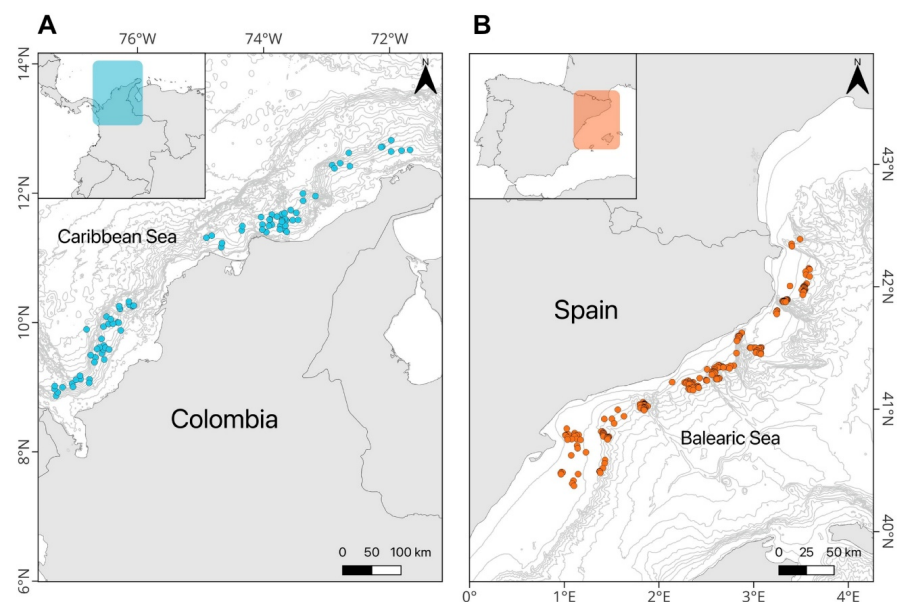 A
76°W
74°W
72°W
14°N
12°N
10°N
8°N
6°N
N
Caribbean Sea
Colombia
0 50 100 km
B
N
43°N
42°N
41°N
40°N
Spain
Balearic Sea
0 25 50 km
0°
1°E
2°E
3°E
4°E